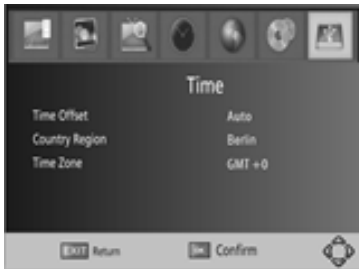 Time
Time Offset Auto
Country Region Berlin
Time Zone GMT +0
EXIT Return OK Confirm